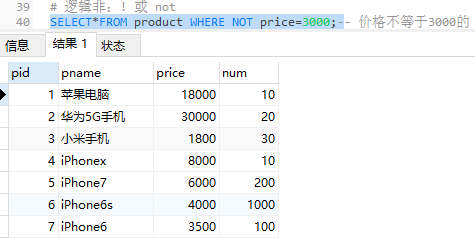 39 # 逻辑非：！或 not
40 SELECT*FROM product WHERE NOT price=3000;-- 价格不等于3000的
信息 结果 1 状态
pid pname price num
1 苹果电脑 18000 10
2 华为5G手机 30000 20
3 小米手机 1800 30
4 iPhonex 8000 10
5 iPhone7 6000 200
6 iPhone6s 4000 1000
7 iPhone6 3500 100